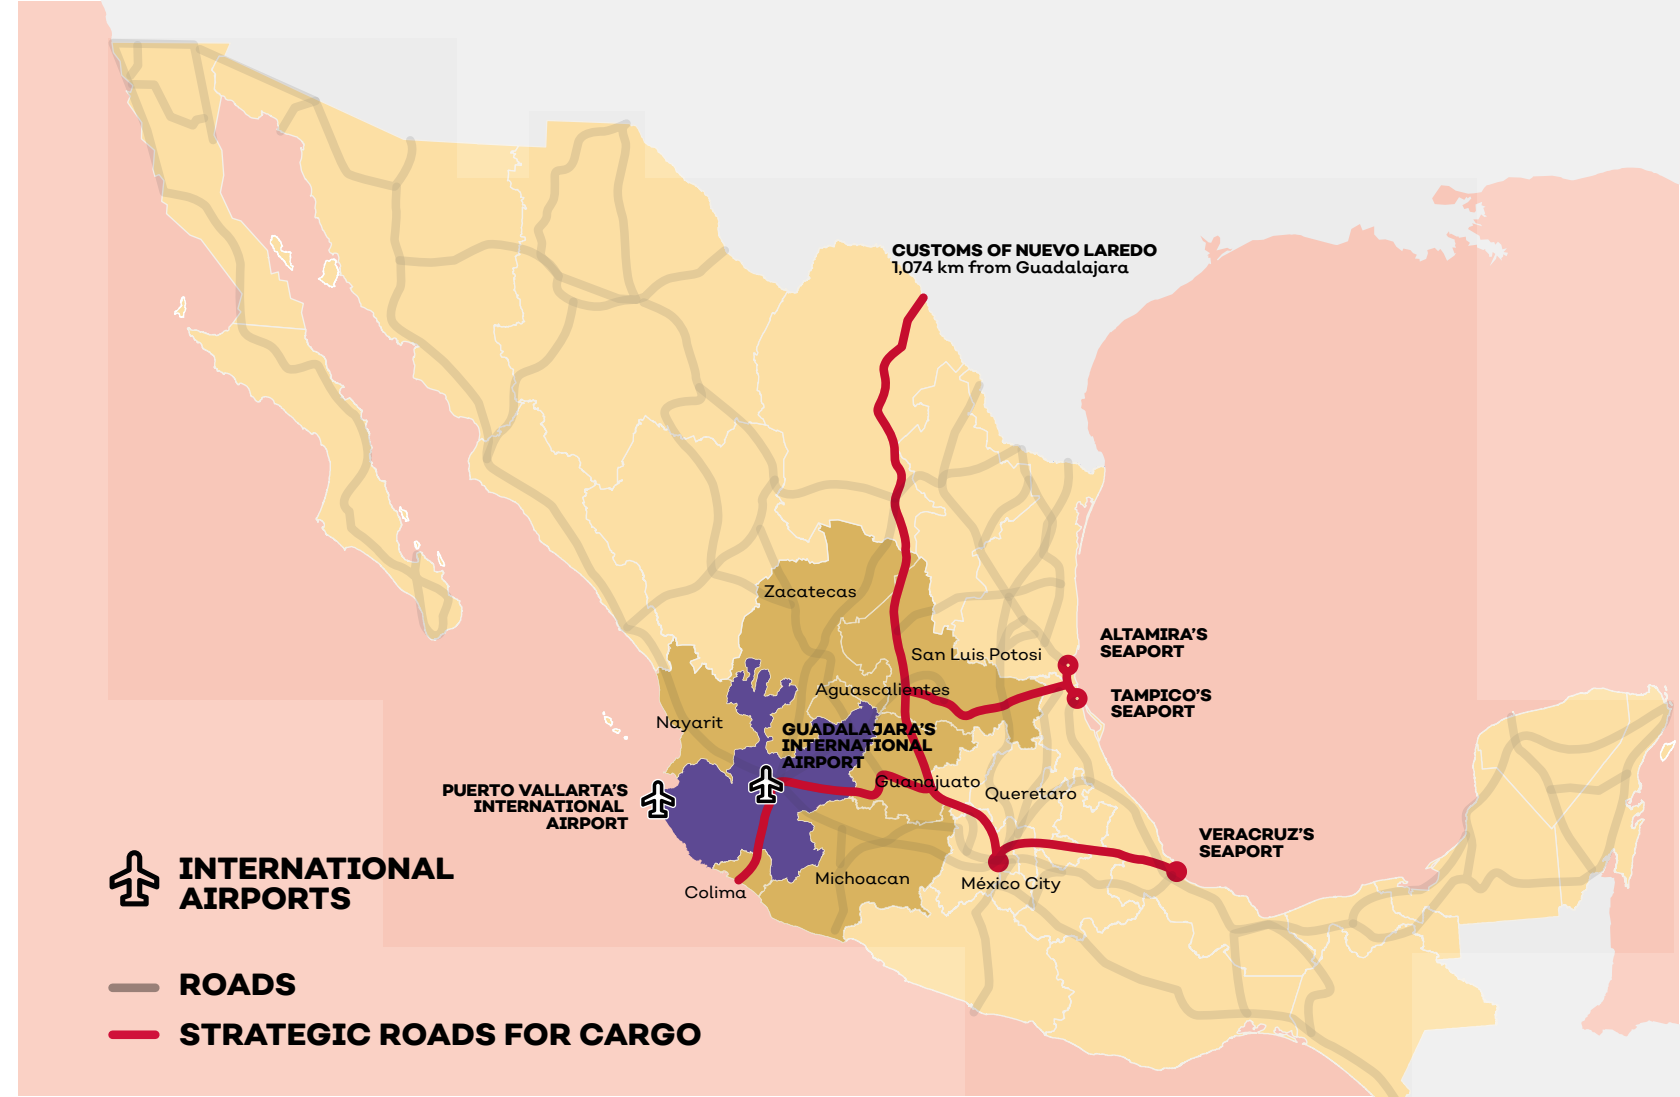 CUSTOMS OF NUEVO LAREDO
1,074 km from Guadalajara
Zacatecas
ALTAMIRA’S
SEAPORT
San Luis Potosi
Aguascalientes
TAMPICO’S
SEAPORT
Nayarit
GUADALAJARA’S
INTERNATIONAL
AIRPORT
Guanajuato
Queretaro
PUERTO VALLARTA’S
INTERNATIONAL
AIRPORT
VERACRUZ’S
SEAPORT
México City
Michoacan
Colima
INTERNATIONAL
AIRPORTS
ROADS
STRATEGIC ROADS FOR CARGO